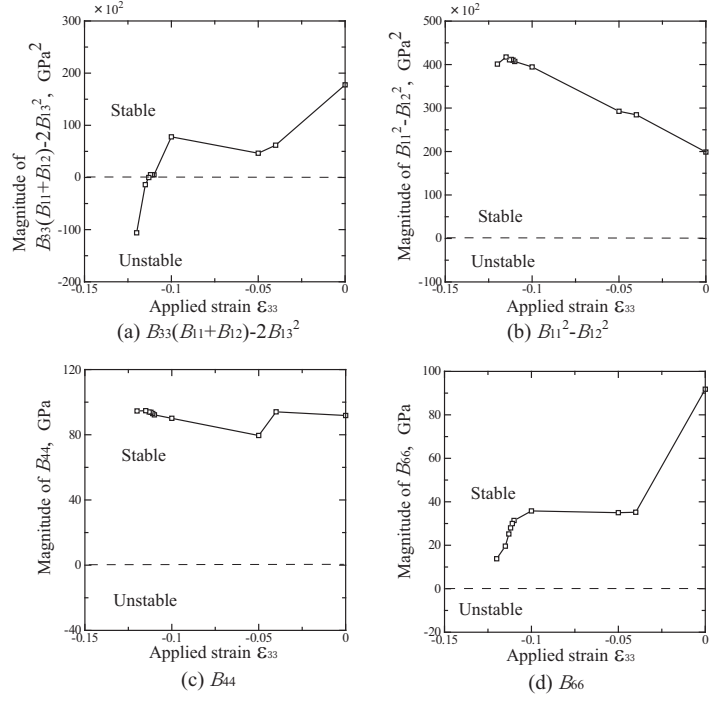 ×10²
300
200
100
0
-100
200
-0.15
-0.1
-0.05
0
Magnitude of
B33(B11+B12)-2B13², GPa²
Stable
Unstable
Applied strain ε33
(a) B33(B11+B12)-2B13²
×10²
500
400
300
200
100
0
-100
-0.15
-0.1
-0.05
0
Magnitude of B11²-B12², GPa²
Stable
Unstable
Applied strain ε33
(b) B11²-B12²
120
80
40
0
-40
-0.15
-0.1
-0.05
0
Magnitude of B44, GPa
Stable
Unstable
Applied strain ε33
(c) B44
100
80
60
40
20
0
-20
-0.15
-0.1
-0.05
0
Magnitude of B66, GPa
Stable
Unstable
Applied strain ε33
(d) B66